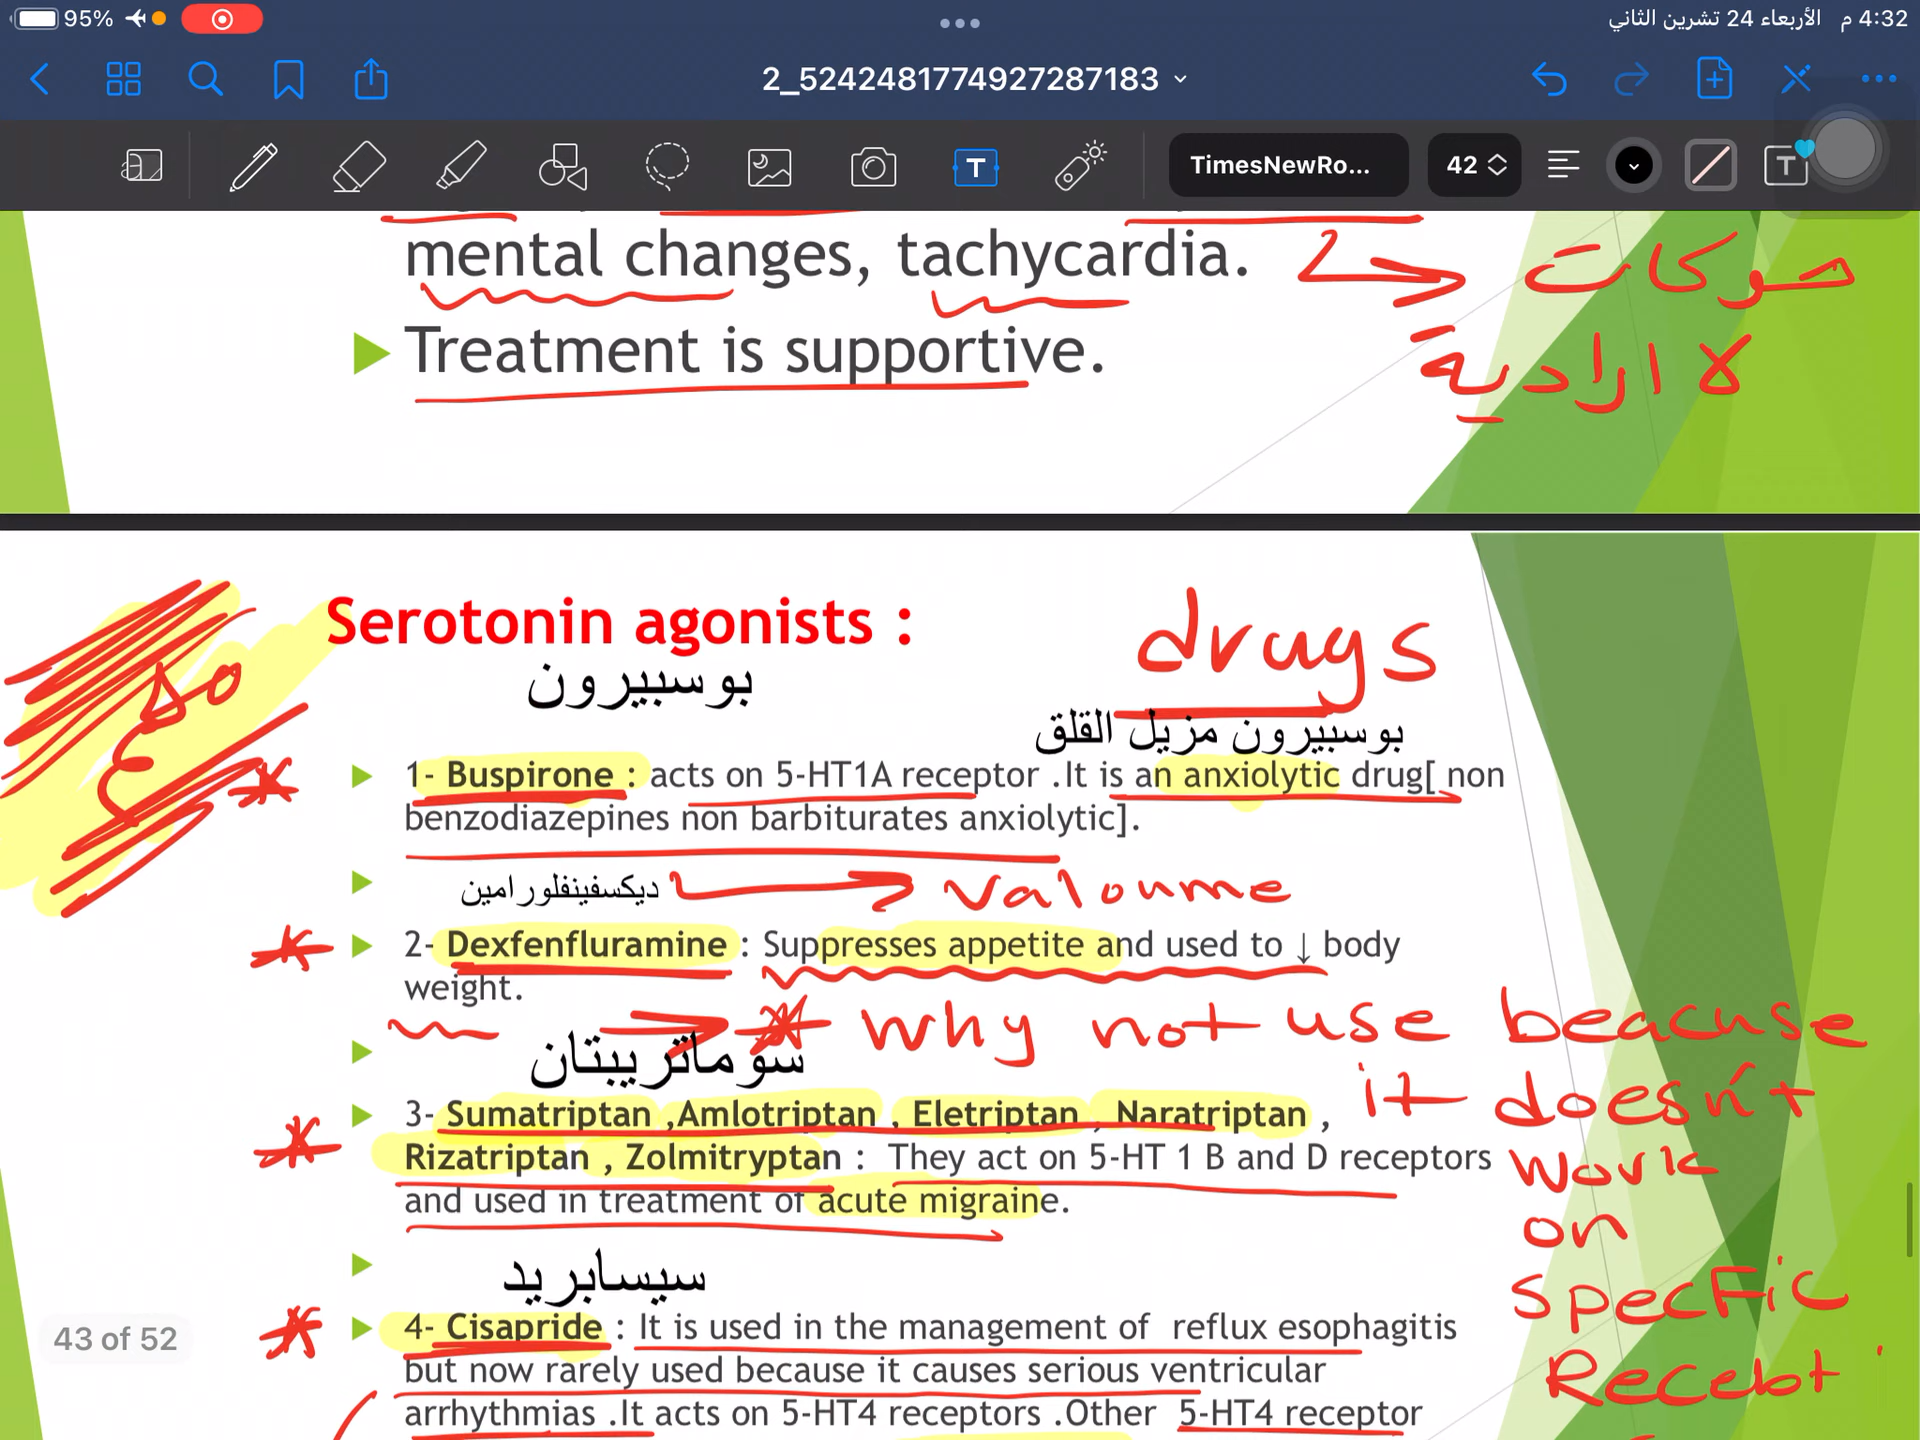 95%
4:32 م الأربعاء 24 تشرين الثاني
2_5242481774927287183
TimesNewRo...
42
mental changes, tachycardia.
حركات
لا ارادية
Treatment is supportive.
Serotonin agonists :
drugs
بوسبيرون
بوسبيرون مزيل القلق
1- Buspirone : acts on 5-HT1A receptor .It is an anxiolytic drug[ non
benzodiazepines non barbiturates anxiolytic].
ديكسفينفلورامين
valoume
2- Dexfenfluramine : Suppresses appetite and used to ↓ body
weight.
why not use beacuse
it doesn't
work
on
specFic
Recebt
سوماتريبتان
3- Sumatriptan ,Amlotriptan , Eletriptan , Naratriptan ,
Rizatriptan , Zolmitryptan : They act on 5-HT 1 B and D receptors
and used in treatment of acute migraine.
سيسابريد
4- Cisapride : It is used in the management of reflux esophagitis
but now rarely used because it causes serious ventricular
arrhythmias .It acts on 5-HT4 receptors .Other 5-HT4 receptor
43 of 52